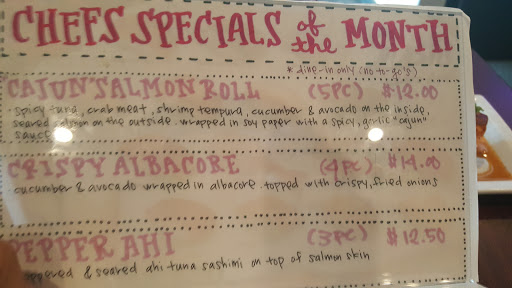 CHEFS SPECIALS of the MONTH
* dine-in only (no to-go's)
CAJUN SALMON ROLL (5PC) $12.00
spicy tuna, crab meat, shrimp tempura, cucumber & avocado on the inside.
seared salmon on the outside. wrapped in soy paper with a spicy, garlic "cajun"
sauce
CRISPY ALBACORE (4PC) $14.00
cucumber & avocado wrapped in albacore. topped with crispy, fried onions
PEPPER AHI (3PC) $12.50
peppered & seared ahi tuna sashimi on top of salmon skin